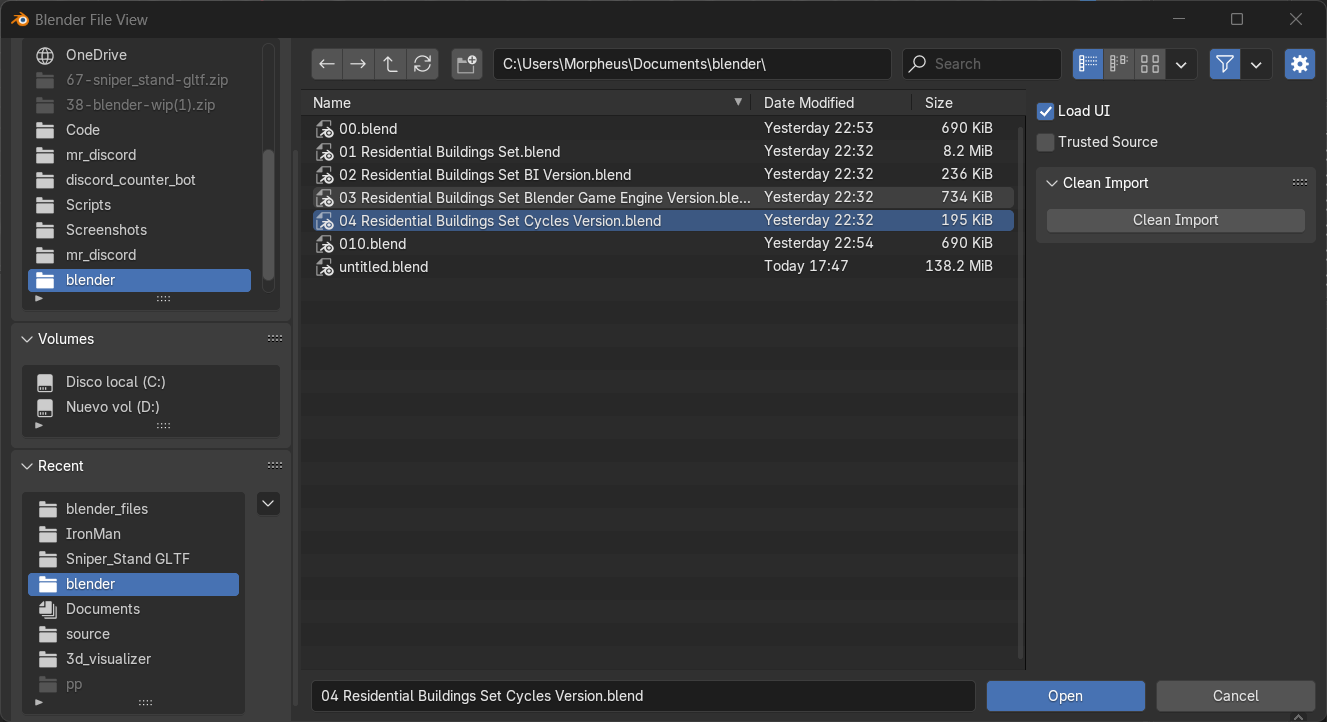 Blender File View
OneDrive
67-sniper_stand-gltf.zip
38-blender-wip(1).zip
Code
mr_discord
discord_counter_bot
Scripts
Screenshots
mr_discord
blender
Volumes
Disco local (C:)
Nuevo vol (D:)
Recent
blender_files
IronMan
Sniper_Stand GLTF
blender
Documents
source
3d_visualizer
pp
C:\Users\Morpheus\Documents\blender\
Search
Name Date Modified Size
00.blend Yesterday 22:53 690 KiB
01 Residential Buildings Set.blend Yesterday 22:32 8.2 MiB
02 Residential Buildings Set BI Version.blend Yesterday 22:32 236 KiB
03 Residential Buildings Set Blender Game Engine Version.ble... Yesterday 22:32 734 KiB
04 Residential Buildings Set Cycles Version.blend Yesterday 22:32 195 KiB
010.blend Yesterday 22:54 690 KiB
untitled.blend Today 17:47 138.2 MiB
Load UI
Trusted Source
Clean Import
Clean Import
04 Residential Buildings Set Cycles Version.blend
Open
Cancel